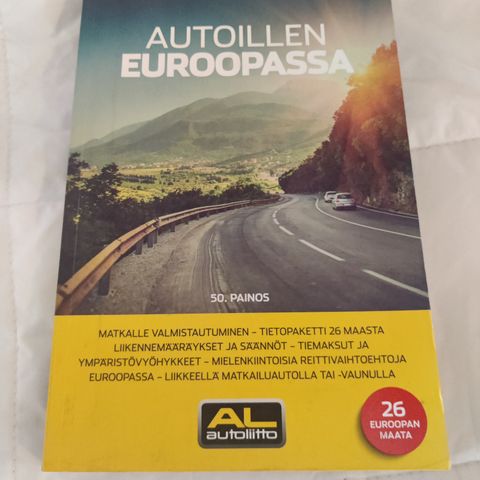 AUTOILLEN
EUROOPASSA
50. PAINOS
MATKALLE VALMISTAUTUMINEN – TIETOPAKETTI 26 MAASTA
LIIKENNEMÄÄRÄYKSET JA SÄÄNNÖT – TIEMAKSUT JA
YMPÄRISTÖVYÖHYKKEET – MIELENKIINTOISIA REITTIVAIHTOEHTOJA
EUROOPASSA – LIIKKEELLÄ MATKAILUAUTOLLA TAI -VAUNULLA
AL
autoliitto
26
EUROOPAN
MAATA